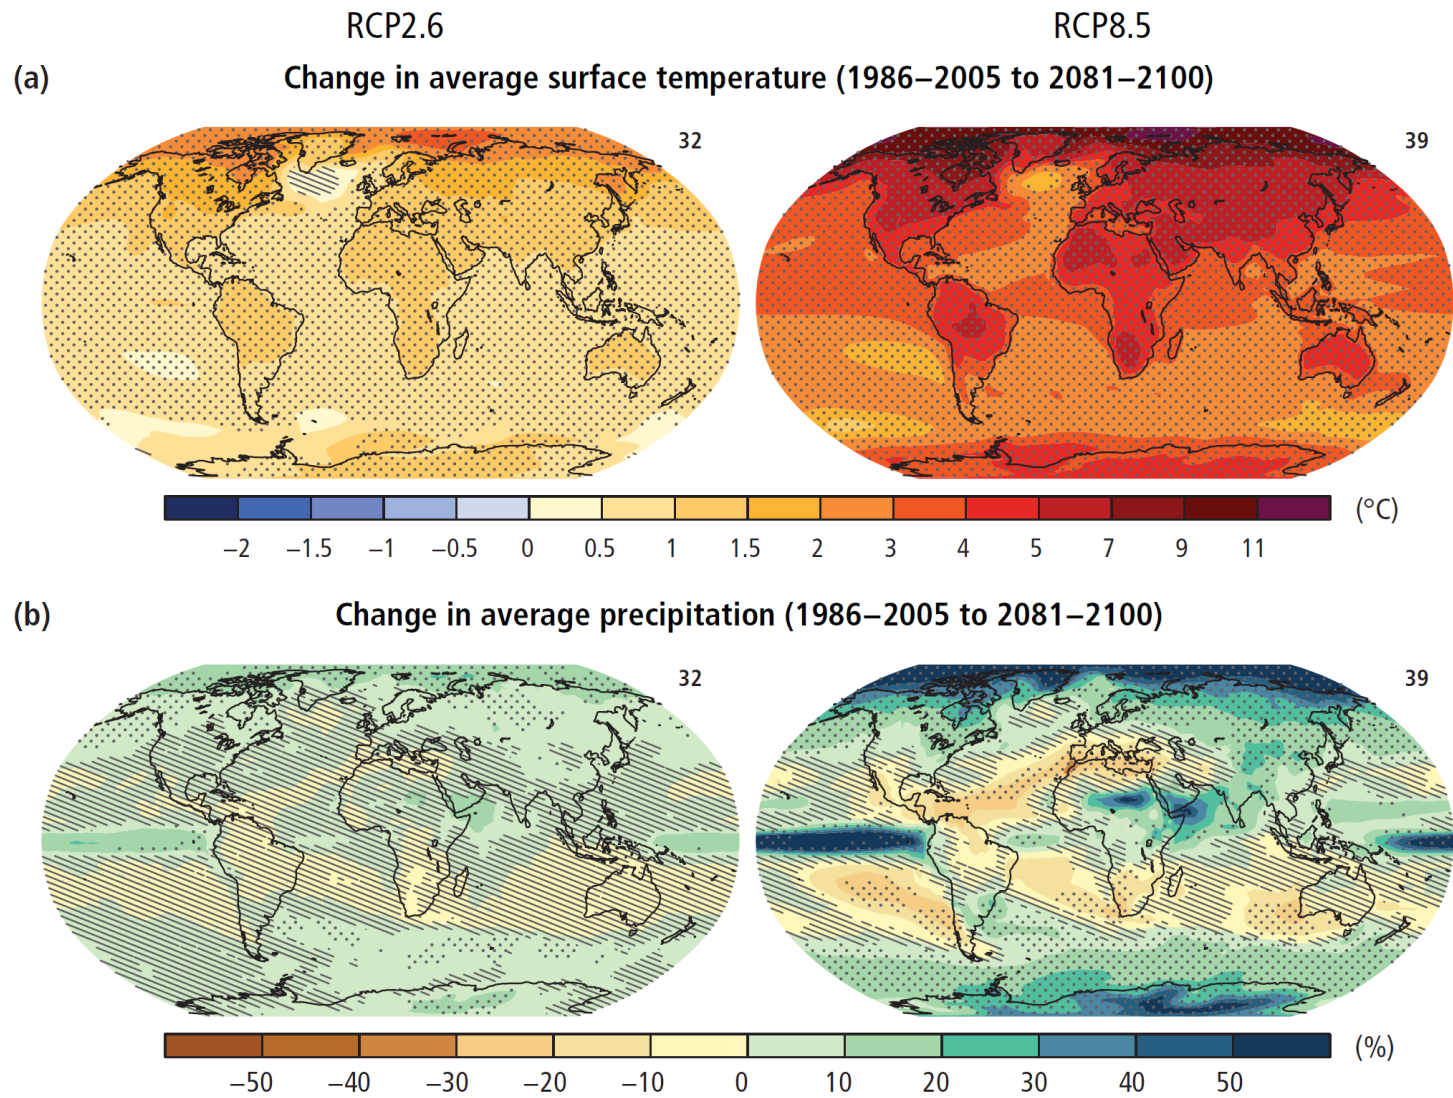 RCP2.6 RCP8.5
(a) Change in average surface temperature (1986–2005 to 2081–2100)
32 39
(°C)
−2 −1.5 −1 −0.5 0 0.5 1 1.5 2 3 4 5 7 9 11
(b) Change in average precipitation (1986–2005 to 2081–2100)
32 39
(%)
−50 −40 −30 −20 −10 0 10 20 30 40 50